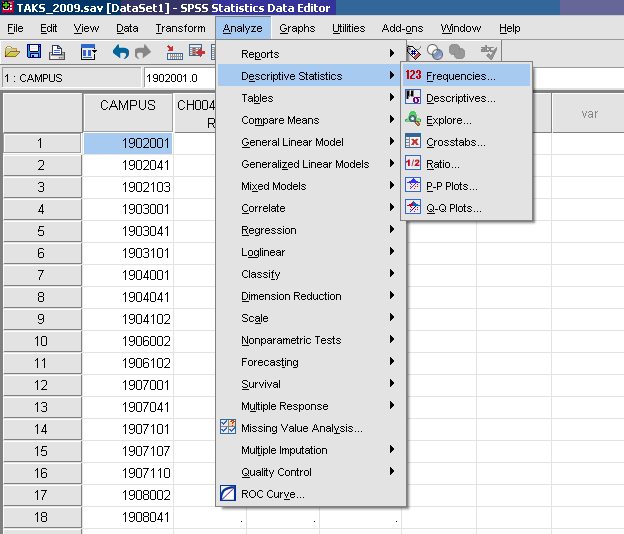 TAKS_2009.sav [DataSet1] - SPSS Statistics Data Editor
File Edit View Data Transform Analyze Graphs Utilities Add-ons Window Help
1 : CAMPUS 1902001.0
CAMPUS CH004 R var
1 1902001
2 1902041
3 1902103
4 1903001
5 1903041
6 1903101
7 1904001
8 1904041
9 1904102
10 1906002
11 1906102
12 1907001
13 1907041
14 1907101
15 1907107
16 1907110
17 1908002
18 1908041 . . .
Reports
Descriptive Statistics
Tables
Compare Means
General Linear Model
Generalized Linear Models
Mixed Models
Correlate
Regression
Loglinear
Classify
Dimension Reduction
Scale
Nonparametric Tests
Forecasting
Survival
Multiple Response
Missing Value Analysis...
Multiple Imputation
Quality Control
ROC Curve...
123 Frequencies...
Descriptives...
Explore...
Crosstabs...
1/2 Ratio...
P-P Plots...
Q-Q Plots...